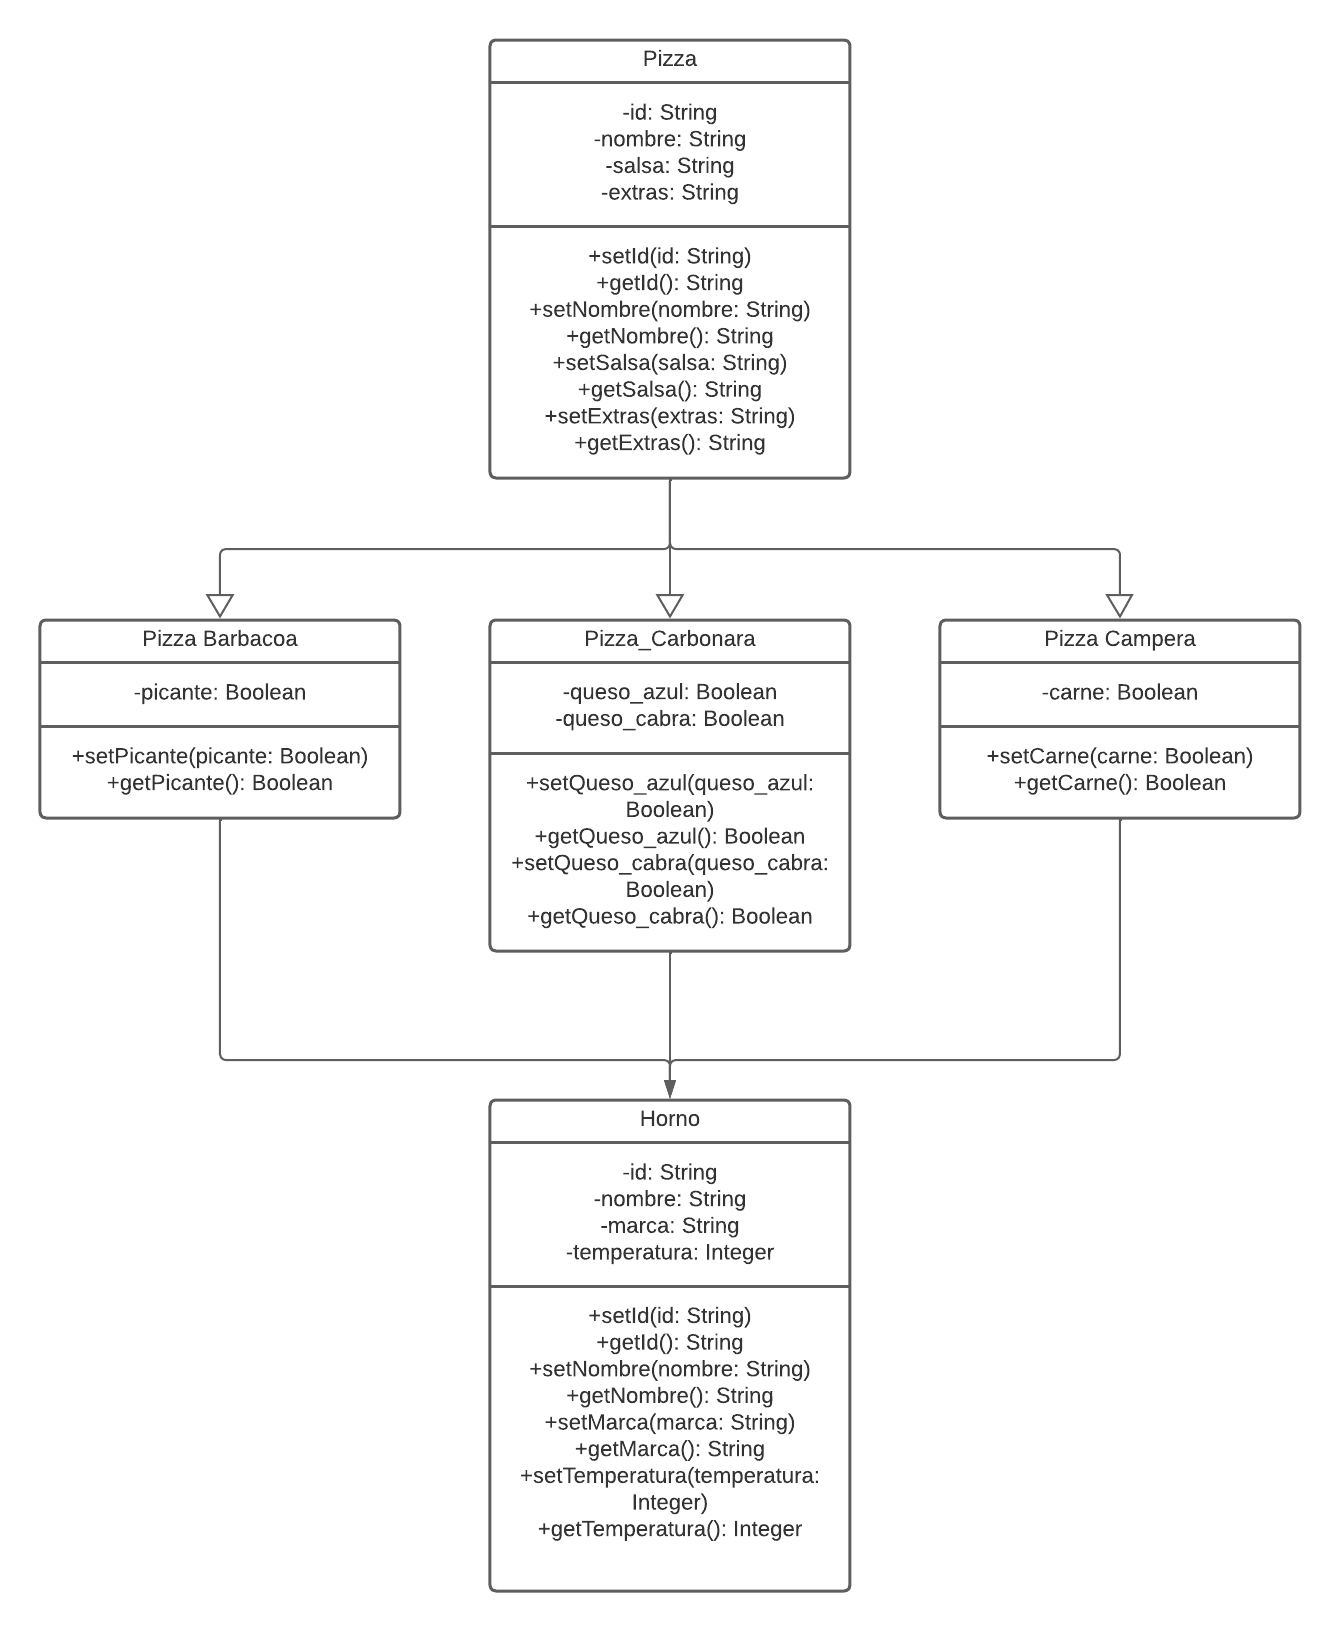 Pizza
-id: String
-nombre: String
-salsa: String
-extras: String
+setId(id: String)
+getId(): String
+setNombre(nombre: String)
+getNombre(): String
+setSalsa(salsa: String)
+getSalsa(): String
+setExtras(extras: String)
+getExtras(): String
Pizza Barbacoa
-picante: Boolean
+setPicante(picante: Boolean)
+getPicante(): Boolean
Pizza_Carbonara
-queso_azul: Boolean
-queso_cabra: Boolean
+setQueso_azul(queso_azul:
Boolean)
+getQueso_azul(): Boolean
+setQueso_cabra(queso_cabra:
Boolean)
+getQueso_cabra(): Boolean
Pizza Campera
-carne: Boolean
+setCarne(carne: Boolean)
+getCarne(): Boolean
Horno
-id: String
-nombre: String
-marca: String
-temperatura: Integer
+setId(id: String)
+getId(): String
+setNombre(nombre: String)
+getNombre(): String
+setMarca(marca: String)
+getMarca(): String
+setTemperatura(temperatura:
Integer)
+getTemperatura(): Integer